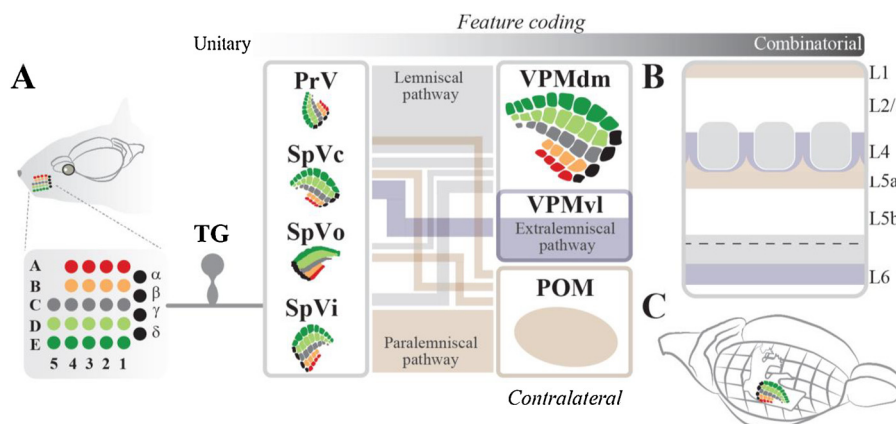 Feature coding
Unitary
Combinatorial
A
PrV
SpVc
SpVo
SpVi
TG
A
B
C
D
E
5 4 3 2 1
α
β
γ
δ
Lemniscal
pathway
Paralemniscal
pathway
VPMdm
VPMvl
Extralemniscal
pathway
POM
Contralateral
B
L1
L2/
L4
L5a
L5b
L6
C